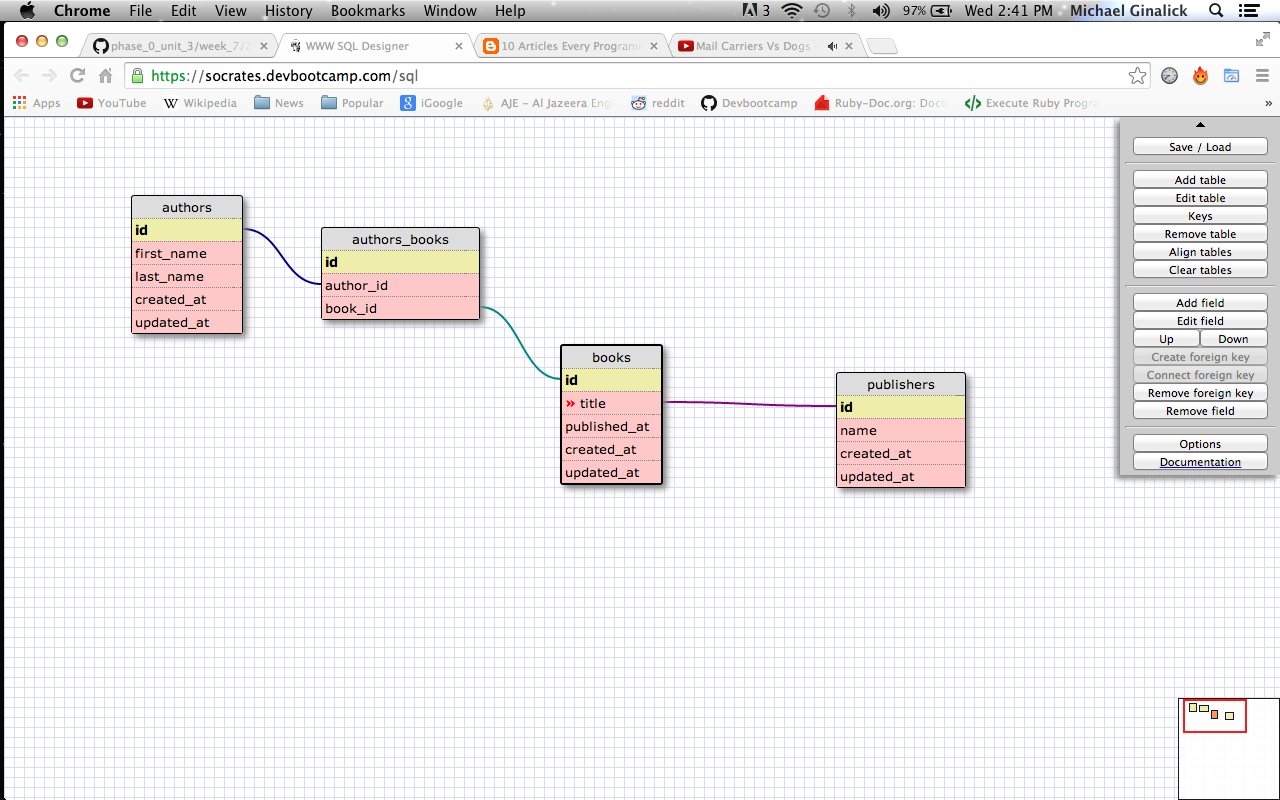 Chrome File Edit View History Bookmarks Window Help 3 97% Wed 2:41 PM Michael Ginalick
phase_0_unit_3/week_7/ WWW SQL Designer 10 Articles Every Program Mail Carriers Vs Dogs
https://socrates.devbootcamp.com/sql
Apps YouTube Wikipedia News Popular iGoogle AJE – Al Jazeera Eng reddit Devbootcamp Ruby-Doc.org: Docu Execute Ruby Progra »
Save / Load
Add table
Edit table
Keys
Remove table
Align tables
Clear tables
Add field
Edit field
Up Down
Create foreign key
Connect foreign key
Remove foreign key
Remove field
Options
Documentation
authors
id
first_name
last_name
created_at
updated_at
authors_books
id
author_id
book_id
books
id
» title
published_at
created_at
updated_at
publishers
id
name
created_at
updated_at